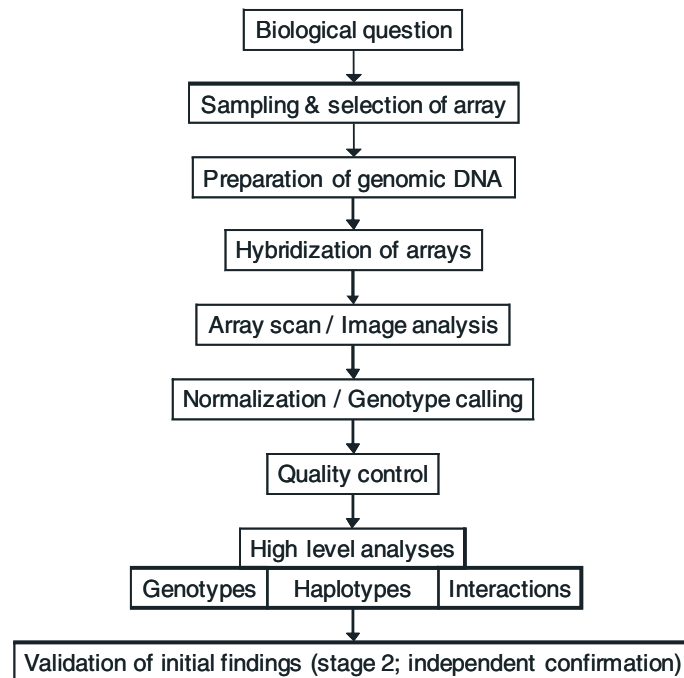 Biological question
Sampling & selection of array
Preparation of genomic DNA
Hybridization of arrays
Array scan / Image analysis
Normalization / Genotype calling
Quality control
High level analyses
Genotypes Haplotypes Interactions
Validation of initial findings (stage 2; independent confirmation)